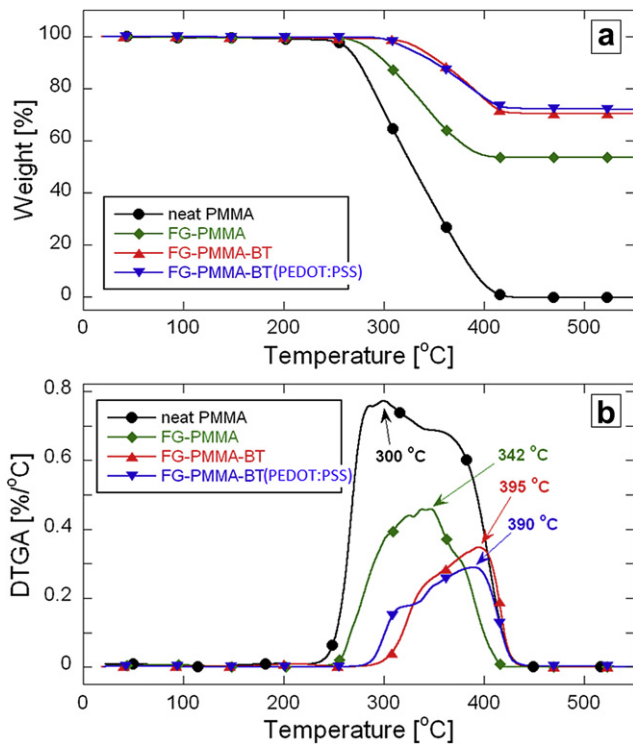 a
100
80
60
40
20
0
Weight [%]
neat PMMA
FG-PMMA
FG-PMMA-BT
FG-PMMA-BT(PEDOT:PSS)
0 100 200 300 400 500
Temperature [°C]
b
0.8
0.6
0.4
0.2
0
DTGA [%/°C]
neat PMMA
FG-PMMA
FG-PMMA-BT
FG-PMMA-BT(PEDOT:PSS)
300 °C
342 °C
395 °C
390 °C
0 100 200 300 400 500
Temperature [°C]